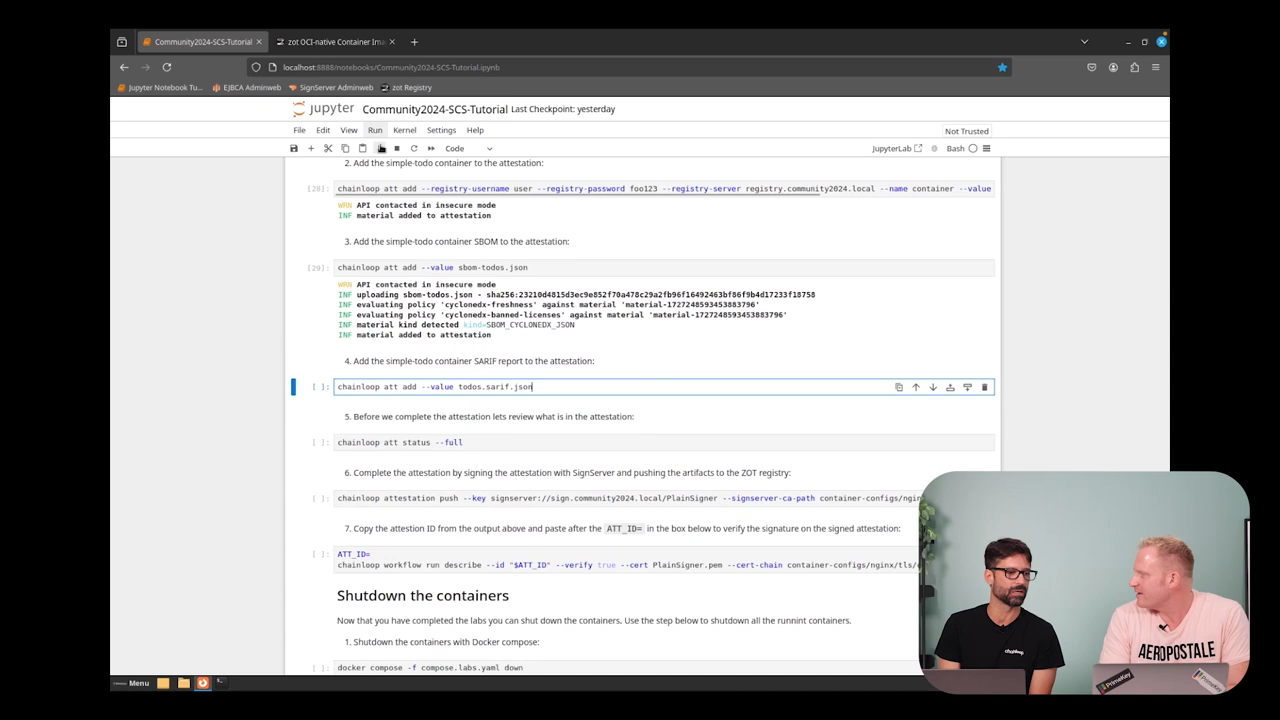 Community2024-SCS-Tutorial
zot OCI-native Container Ima
localhost:8888/notebooks/Community2024-SCS-Tutorial.ipynb
Jupyter Notebook Tu... EJBCA Adminweb SignServer Adminweb zot Registry
jupyter Community2024-SCS-Tutorial Last Checkpoint: yesterday
File Edit View Run Kernel Settings Help Not Trusted
Code JupyterLab Bash
2. Add the simple-todo container to the attestation:
[28]: chainloop att add --registry-username user --registry-password foo123 --registry-server registry.community2024.local --name container --value
WRN API contacted in insecure mode
INF material added to attestation
3. Add the simple-todo container SBOM to the attestation:
[29]: chainloop att add --value sbom-todos.json
WRN API contacted in insecure mode
INF uploading sbom-todos.json - sha256:23210d4815d3ec9e852f70a478c29a2fb96f16492463bf86f9b4d17233f18758
INF evaluating policy 'cyclonedx-freshness' against material 'material-1727248593453883796'
INF evaluating policy 'cyclonedx-banned-licenses' against material 'material-1727248593453883796'
INF material kind detected kind=SBOM_CYCLONEDX_JSON
INF material added to attestation
4. Add the simple-todo container SARIF report to the attestation:
[ ]: chainloop att add --value todos.sarif.json
5. Before we complete the attestation lets review what is in the attestation:
[ ]: chainloop att status --full
6. Complete the attestation by signing the attestation with SignServer and pushing the artifacts to the ZOT registry:
[ ]: chainloop attestation push --key signserver://sign.community2024.local/PlainSigner --signserver-ca-path container-configs/ngin
7. Copy the attestion ID from the output above and paste after the ATT_ID= in the box below to verify the signature on the signed attestation:
[ ]: ATT_ID=
chainloop workflow run describe --id "$ATT_ID" --verify true --cert PlainSigner.pem --cert-chain container-configs/nginx/tls/
Shutdown the containers
Now that you have completed the labs you can shut down the containers. Use the step below to shutdown all the runnint containers.
1. Shutdown the containers with Docker compose:
[ ]: docker compose -f compose.labs.yaml down
Menu
chainloop
AEROPOSTALE
PrimeKey
PrimeKey